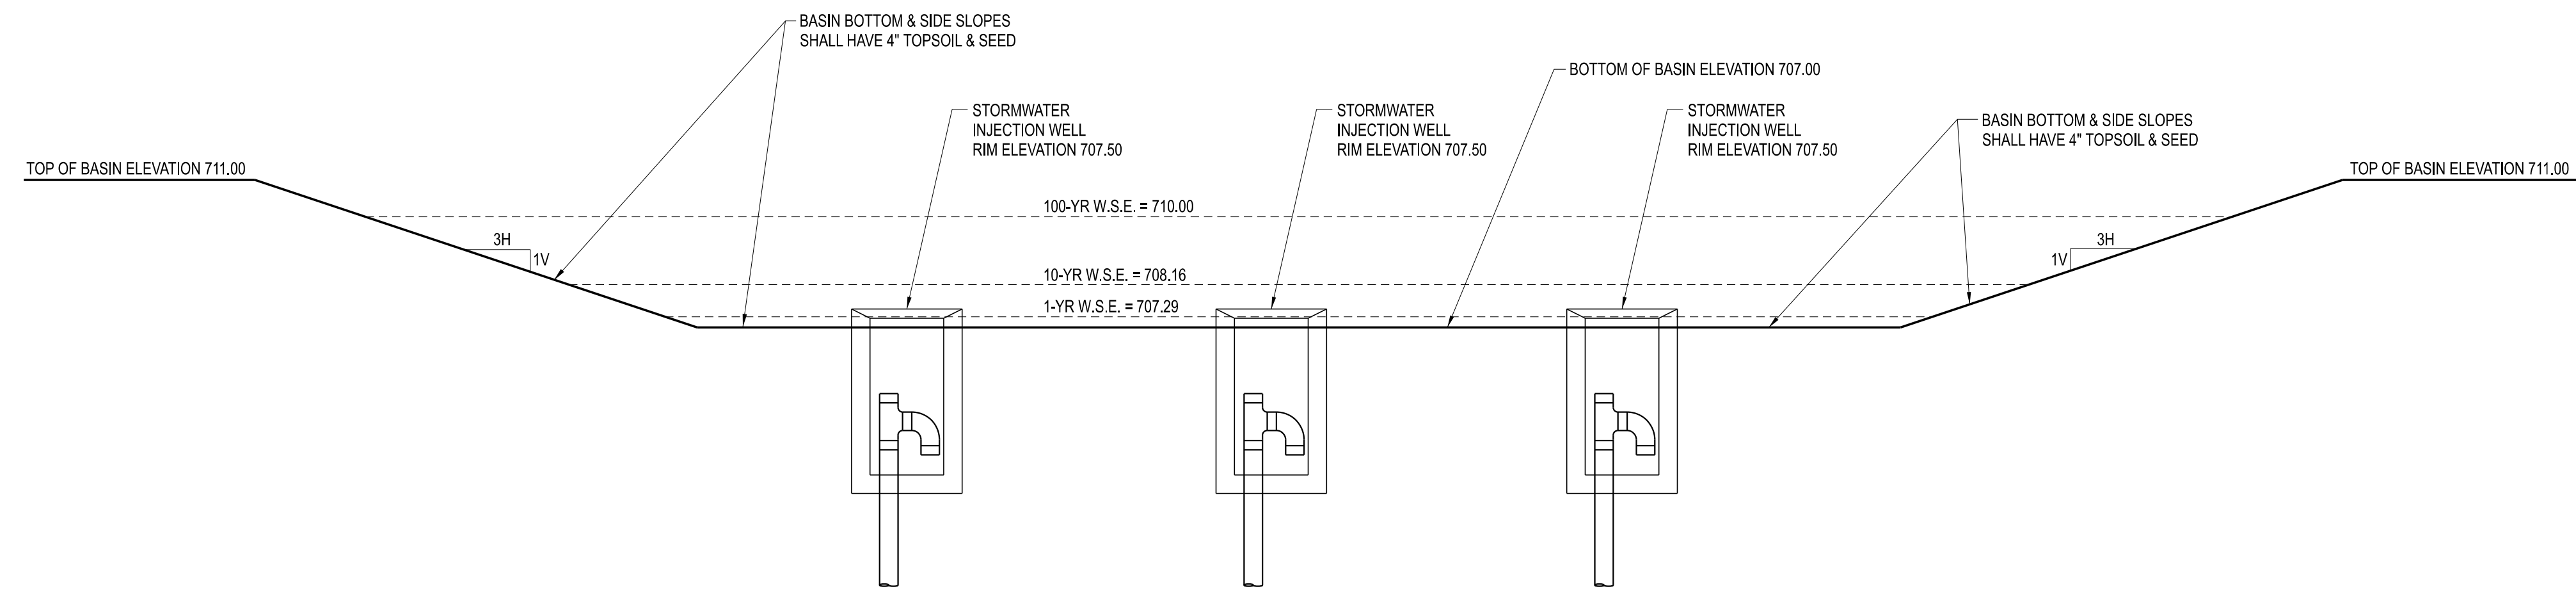 BASIN BOTTOM & SIDE SLOPES
SHALL HAVE 4" TOPSOIL & SEED
BOTTOM OF BASIN ELEVATION 707.00
STORMWATER
INJECTION WELL
RIM ELEVATION 707.50
STORMWATER
INJECTION WELL
RIM ELEVATION 707.50
STORMWATER
INJECTION WELL
RIM ELEVATION 707.50
BASIN BOTTOM & SIDE SLOPES
SHALL HAVE 4" TOPSOIL & SEED
TOP OF BASIN ELEVATION 711.00
TOP OF BASIN ELEVATION 711.00
100-YR W.S.E. = 710.00
3H
1V
3H
1V
10-YR W.S.E. = 708.16
1-YR W.S.E. = 707.29